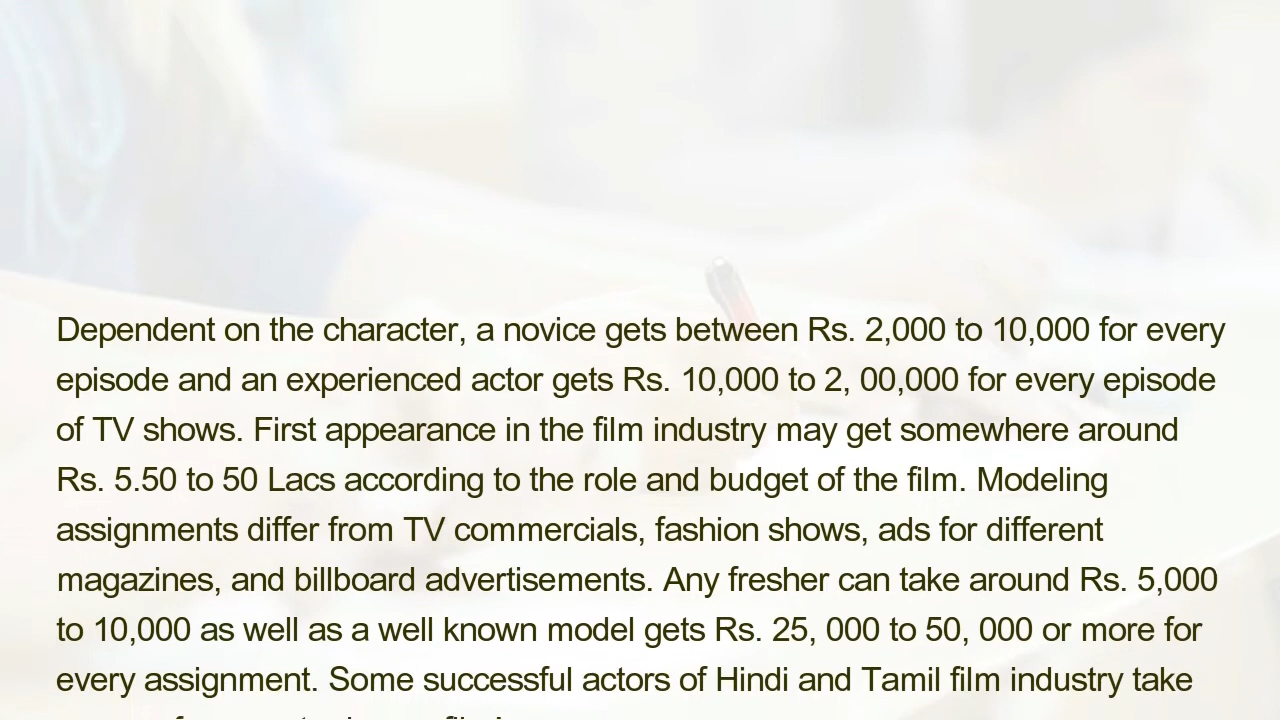 Dependent on the character, a novice gets between Rs. 2,000 to 10,000 for every
episode and an experienced actor gets Rs. 10,000 to 2, 00,000 for every episode
of TV shows. First appearance in the film industry may get somewhere around
Rs. 5.50 to 50 Lacs according to the role and budget of the film. Modeling
assignments differ from TV commercials, fashion shows, ads for different
magazines, and billboard advertisements. Any fresher can take around Rs. 5,000
to 10,000 as well as a well known model gets Rs. 25, 000 to 50, 000 or more for
every assignment. Some successful actors of Hindi and Tamil film industry take